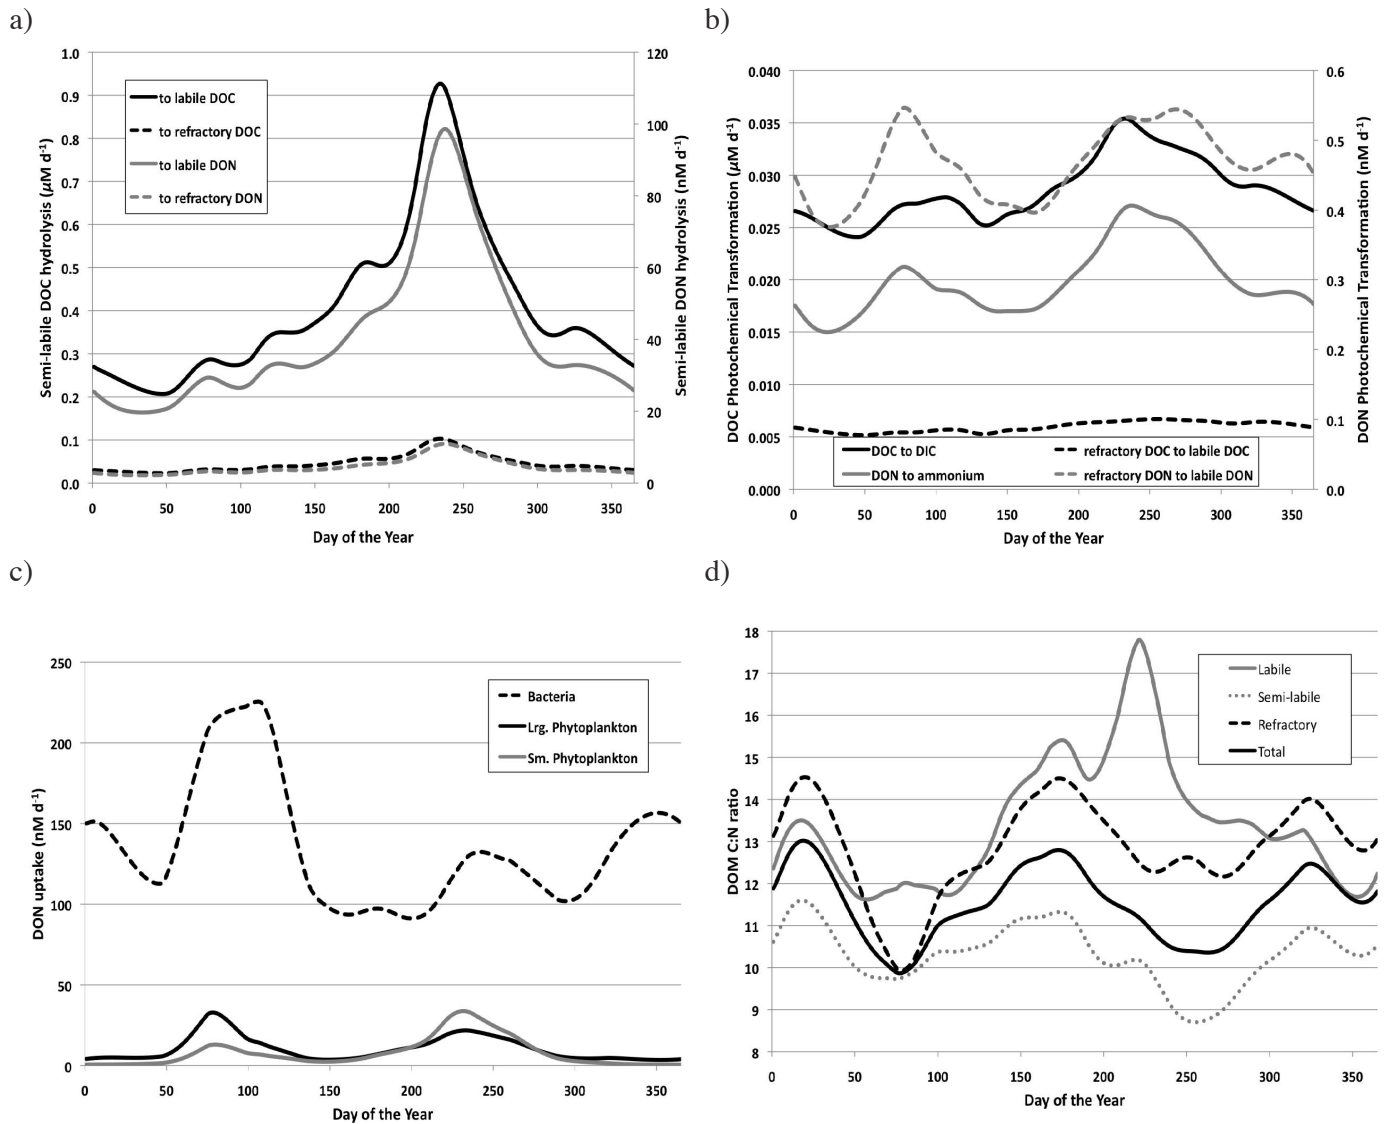 a)
1.0
0.9
0.8
0.7
0.6
0.5
0.4
0.3
0.2
0.1
0.0
Semi-labile DOC hydrolysis (µM d⁻¹)
to labile DOC
to refractory DOC
to labile DON
to refractory DON
120
100
80
60
40
20
0
Semi-labile DON hydrolysis (nM d⁻¹)
0 50 100 150 200 250 300 350
Day of the Year
b)
0.040
0.035
0.030
0.025
0.020
0.015
0.010
0.005
0.000
DOC Photochemical Transformation (µM d⁻¹)
0.6
0.5
0.4
0.3
0.2
0.1
0.0
DON Photochemical Transformation (nM d⁻¹)
DOC to DIC
refractory DOC to labile DOC
DON to ammonium
refractory DON to labile DON
0 50 100 150 200 250 300 350
Day of the Year
c)
250
200
150
100
50
0
DON uptake (nM d⁻¹)
Bacteria
Lrg. Phytoplankton
Sm. Phytoplankton
0 50 100 150 200 250 300 350
Day of the Year
d)
18
17
16
15
14
13
12
11
10
9
8
DOM C:N ratio
Labile
Semi-labile
Refractory
Total
0 50 100 150 200 250 300 350
Day of the Year